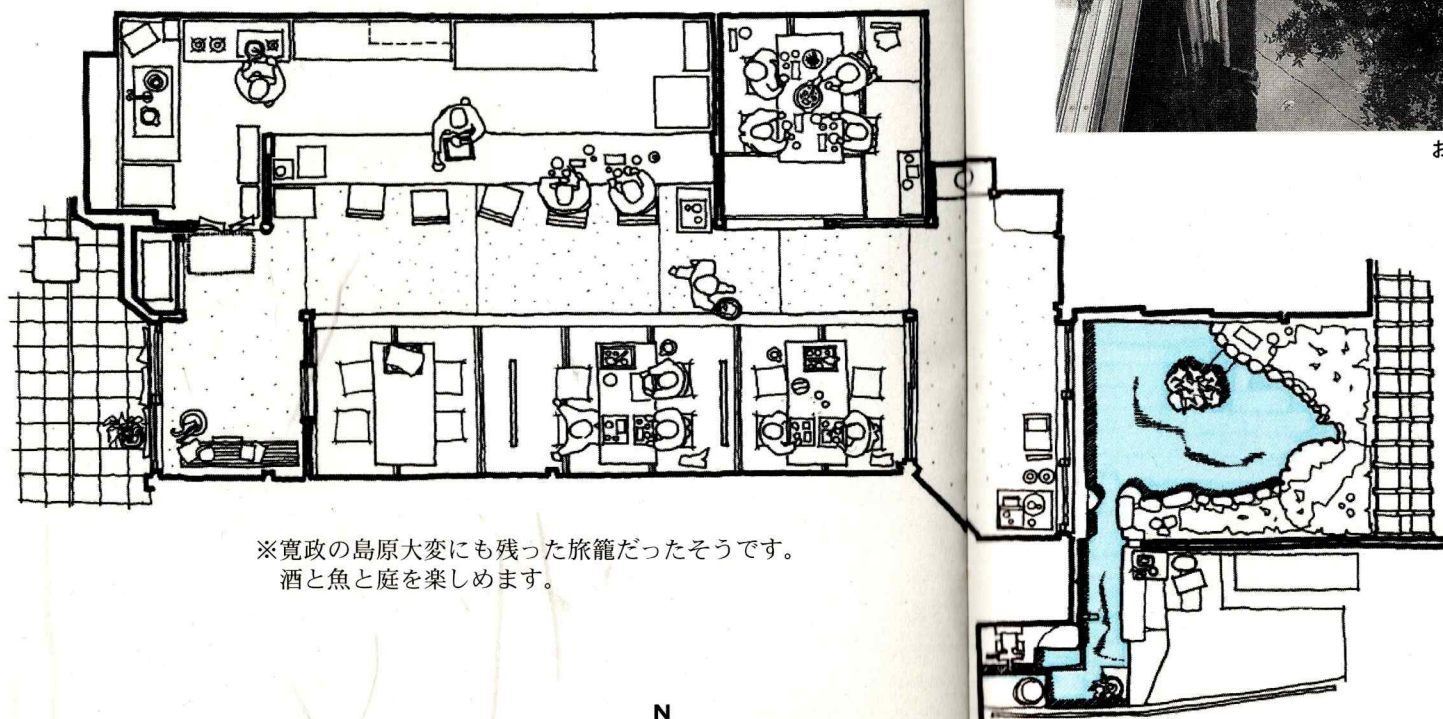 お
※寛政の島原大変にも残った旅籠だったそうです。
酒と魚と庭を楽しめます。
N